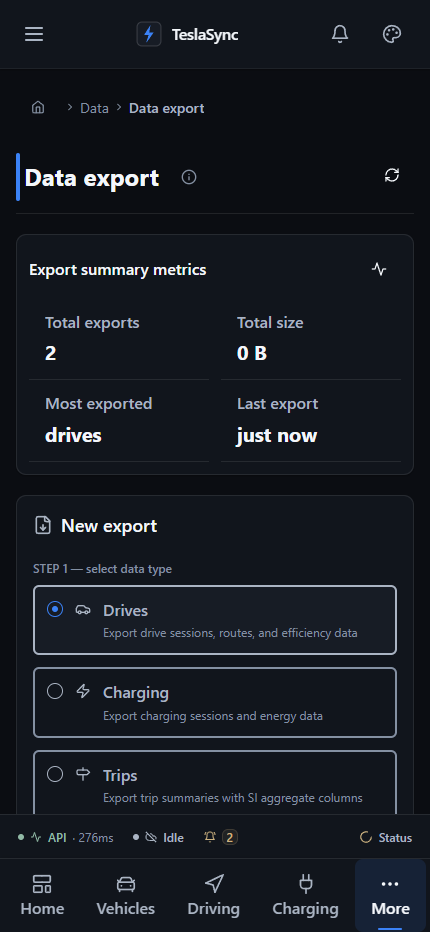 TeslaSync
Data
Data export
Data export
Export summary metrics
Total exports
Total size
2
0 B
Most exported
Last export
drives
just now
New export
STEP 1 — select data type
Drives
Export drive sessions, routes, and efficiency data
Charging
Export charging sessions and energy data
Trips
Export trip summaries with SI aggregate columns
API · 276ms
Idle
2
Status
Home
Vehicles
Driving
Charging
More